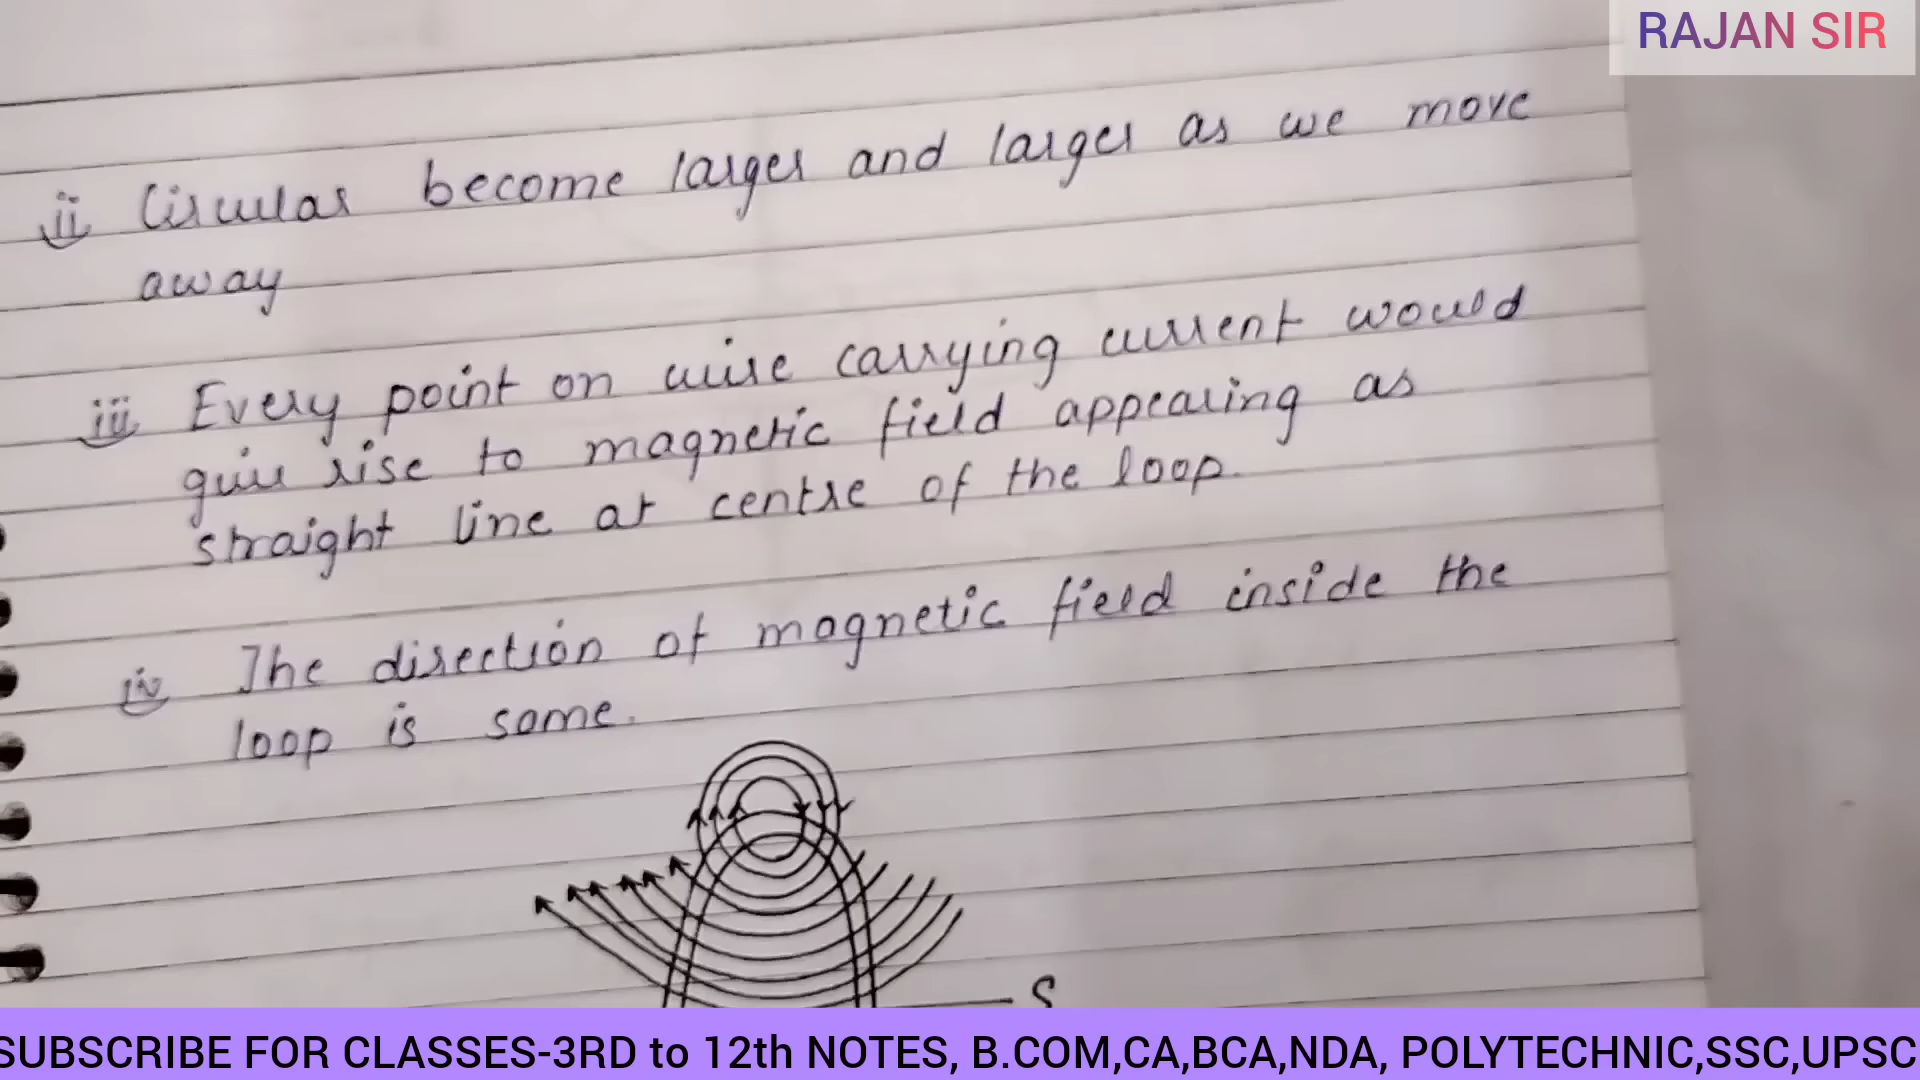 RAJAN SIR
ii Circular become larger and larger as we move
away
iii Every point on wire carrying current would
give rise to magnetic field appearing as
straight line at centre of the loop.
iv The direction of magnetic field inside the
loop is same.
S
SUBSCRIBE FOR CLASSES-3RD to 12th NOTES, B.COM,CA,BCA,NDA, POLYTECHNIC,SSC,UPSC